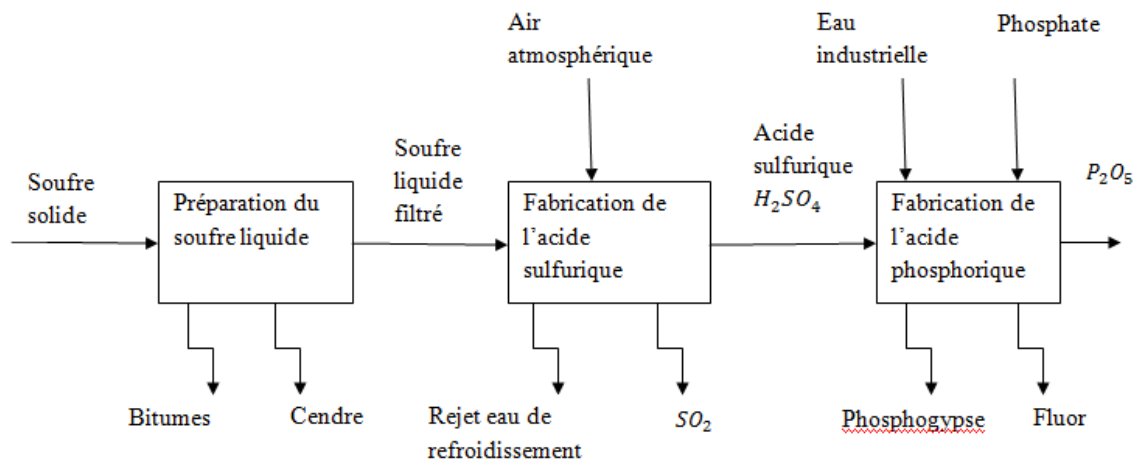 Air
atmosphérique
Eau
industrielle
Phosphate
Soufre
solide
Préparation du
soufre liquide
Soufre
liquide
filtré
Fabrication de
l'acide
sulfurique
Acide
sulfurique
H₂SO₄
Fabrication de
l'acide
phosphorique
P₂O₅
Bitumes
Cendre
Rejet eau de
refroidissement
SO₂
Phosphogypse
Fluor